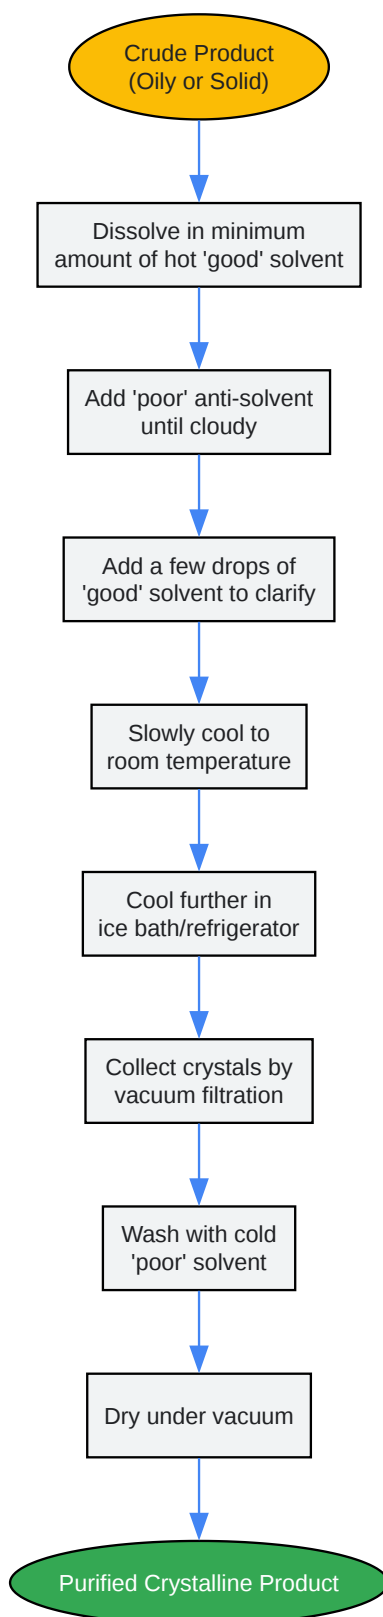 Crude Product
(Oily or Solid)
Dissolve in minimum
amount of hot 'good' solvent
Add 'poor' anti-solvent
until cloudy
Add a few drops of
'good' solvent to clarify
Slowly cool to
room temperature
Cool further in
ice bath/refrigerator
Collect crystals by
vacuum filtration
Wash with cold
'poor' solvent
Dry under vacuum
Purified Crystalline Product